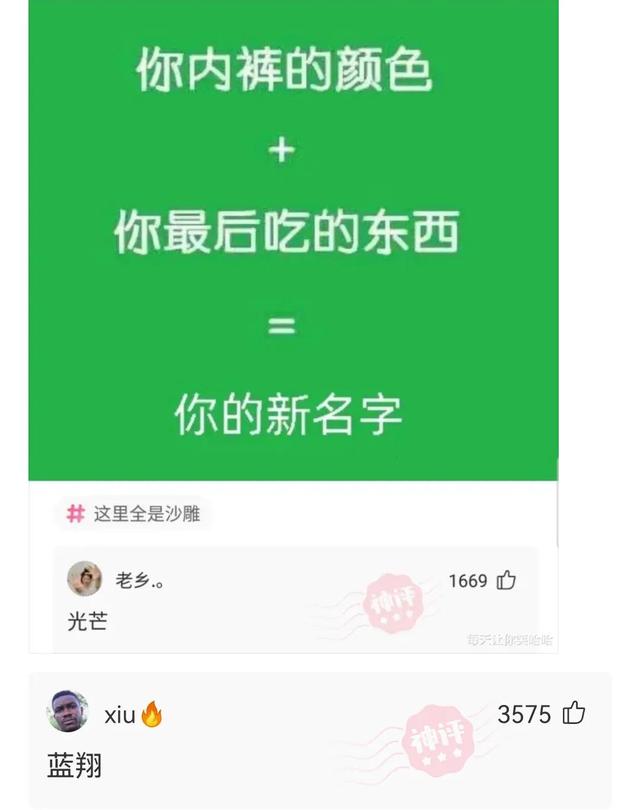 你内裤的颜色
+
你最后吃的东西
=
你的新名字
# 这里全是沙雕
老乡.。
1669
神评
光芒
每天让你笑哈哈
xiu🔥
3575
神评
蓝翔